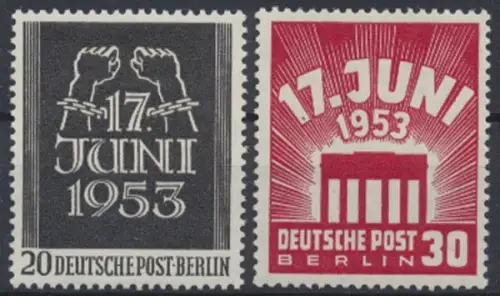 17.
JUNI
1953
20 DEUTSCHE POST·BERLIN
17. JUNI
1953
DEUTSCHE POST
BERLIN 30